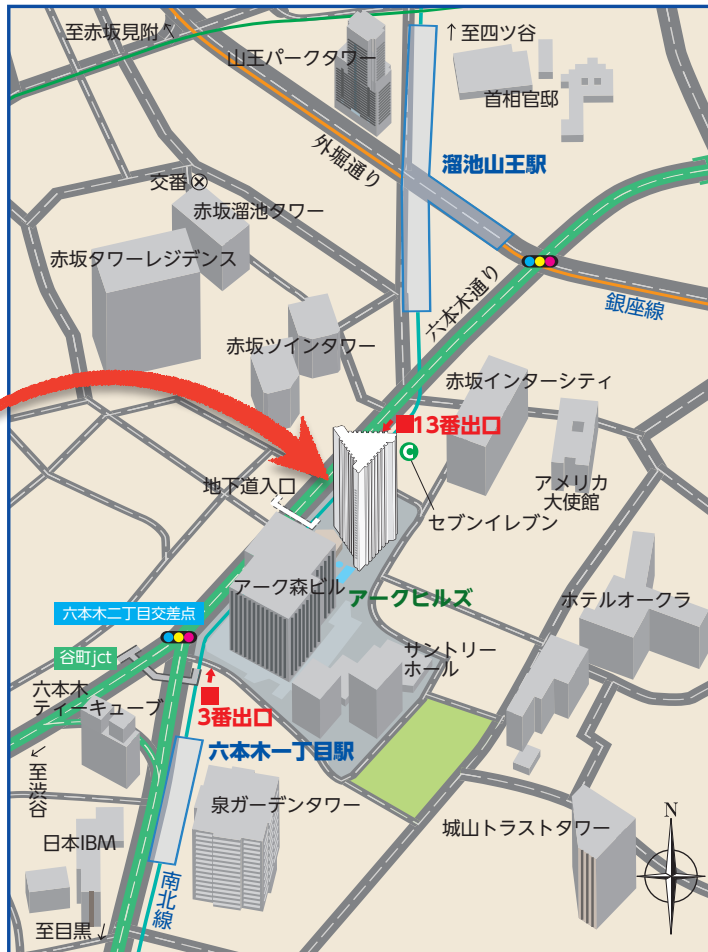 至赤坂見附
山王パークタワー
↑至四ツ谷
首相官邸
外堀通り
溜池山王駅
交番
赤坂溜池タワー
赤坂タワーレジデンス
六本木通り
銀座線
赤坂ツインタワー
赤坂インターシティ
13番出口
C
地下道入口
セブンイレブン
アメリカ
大使館
アーク森ビル
アークヒルズ
ホテルオークラ
六本木二丁目交差点
谷町jct
サントリー
ホール
六本木
ティーキューブ
3番出口
六本木一丁目駅
至渋谷
泉ガーデンタワー
城山トラストタワー
N
日本IBM
南北線
至目黒